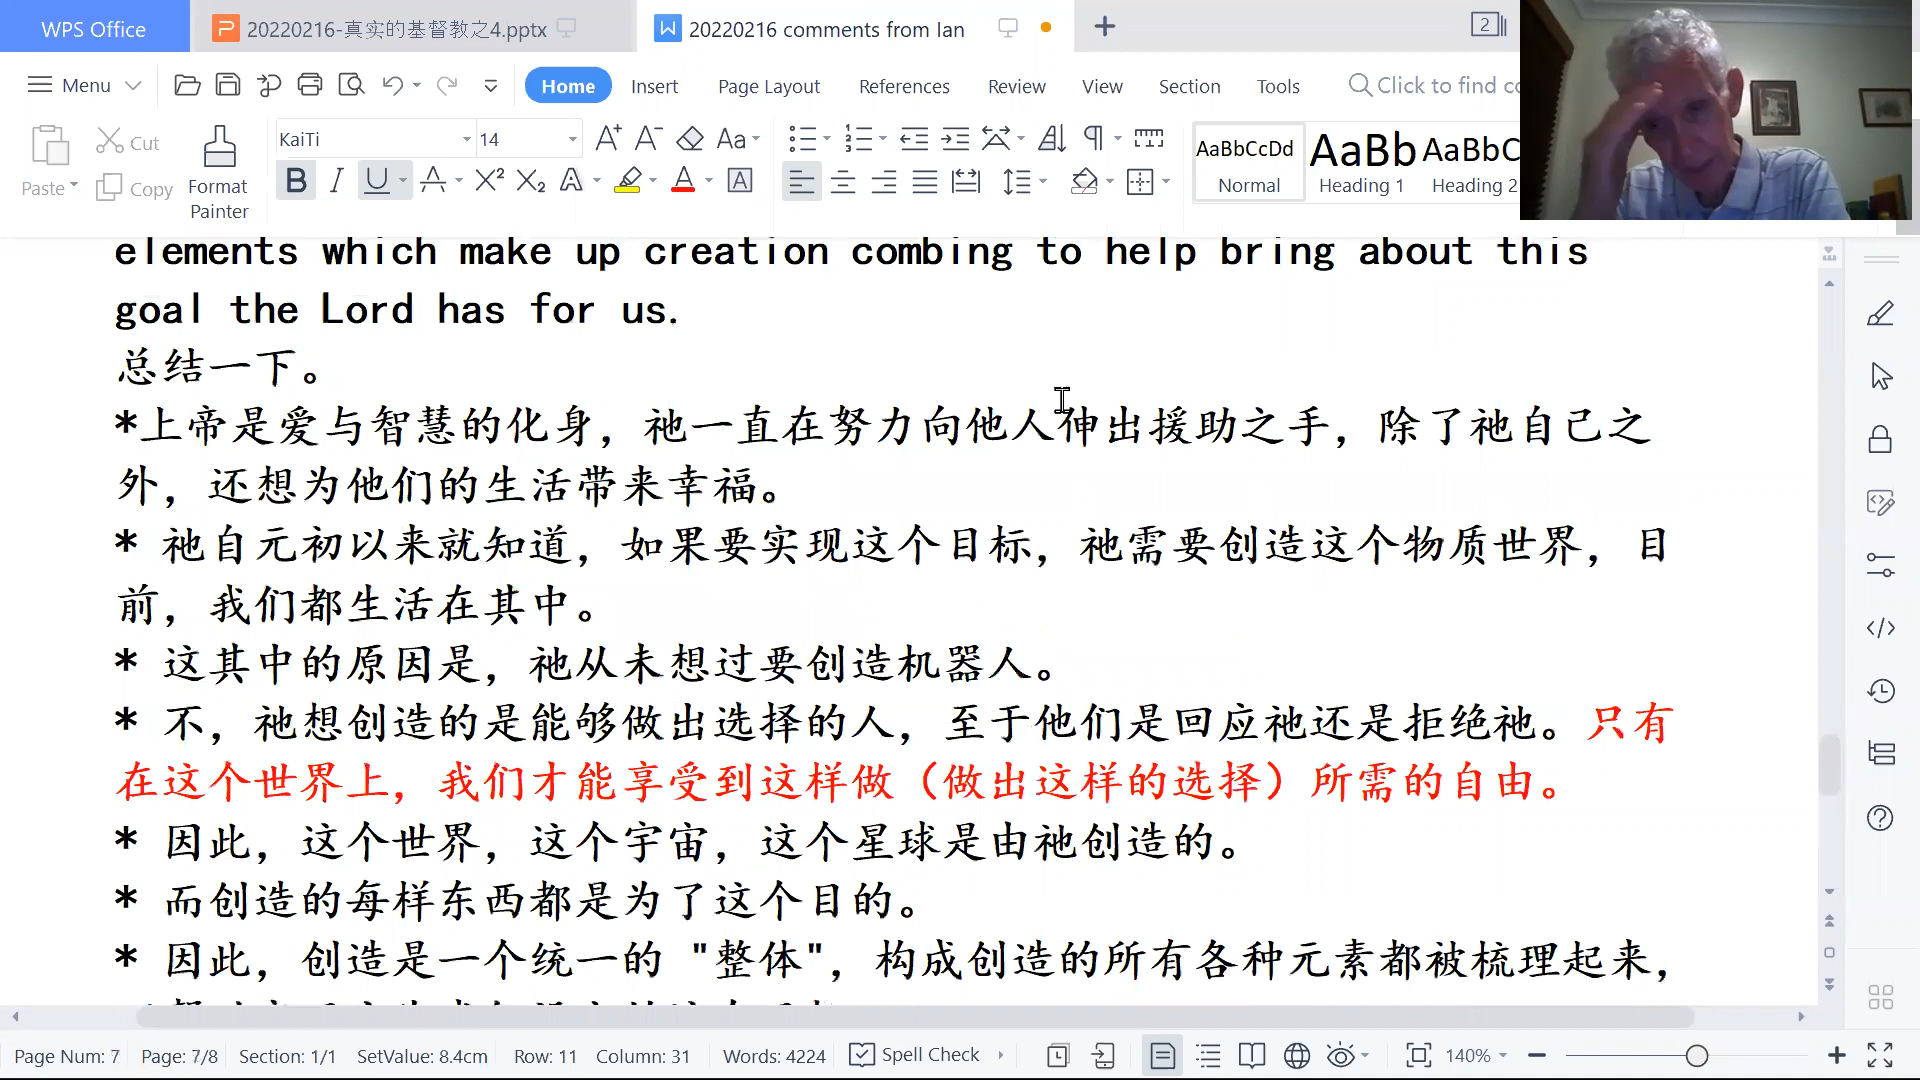 WPS Office
20220216-真实的基督教之4.pptx
20220216 comments from Ian
2
Menu
Home
Insert
Page Layout
References
Review
View
Section
Tools
Click to find
Paste
Cut
Copy
Format Painter
KaiTi
14
AaBbCcDd
Normal
AaBb
Heading 1
AaBbC
Heading 2
elements which make up creation combing to help bring about this
goal the Lord has for us.
总结一下。
*上帝是爱与智慧的化身，祂一直在努力向他人伸出援助之手，除了祂自己之
外，还想为他们的生活带来幸福。
* 祂自元初以来就知道，如果要实现这个目标，祂需要创造这个物质世界，目
前，我们都生活在其中。
* 这其中的原因是，祂从未想过要创造机器人。
* 不，祂想创造的是能够做出选择的人，至于他们是回应祂还是拒绝祂。只有
在这个世界上，我们才能享受到这样做（做出这样的选择）所需的自由。
* 因此，这个世界，这个宇宙，这个星球是由祂创造的。
* 而创造的每样东西都是为了这个目的。
* 因此，创造是一个统一的 "整体"，构成创造的所有各种元素都被梳理起来，
Page Num: 7
Page: 7/8
Section: 1/1
SetValue: 8.4cm
Row: 11
Column: 31
Words: 4224
Spell Check
140%